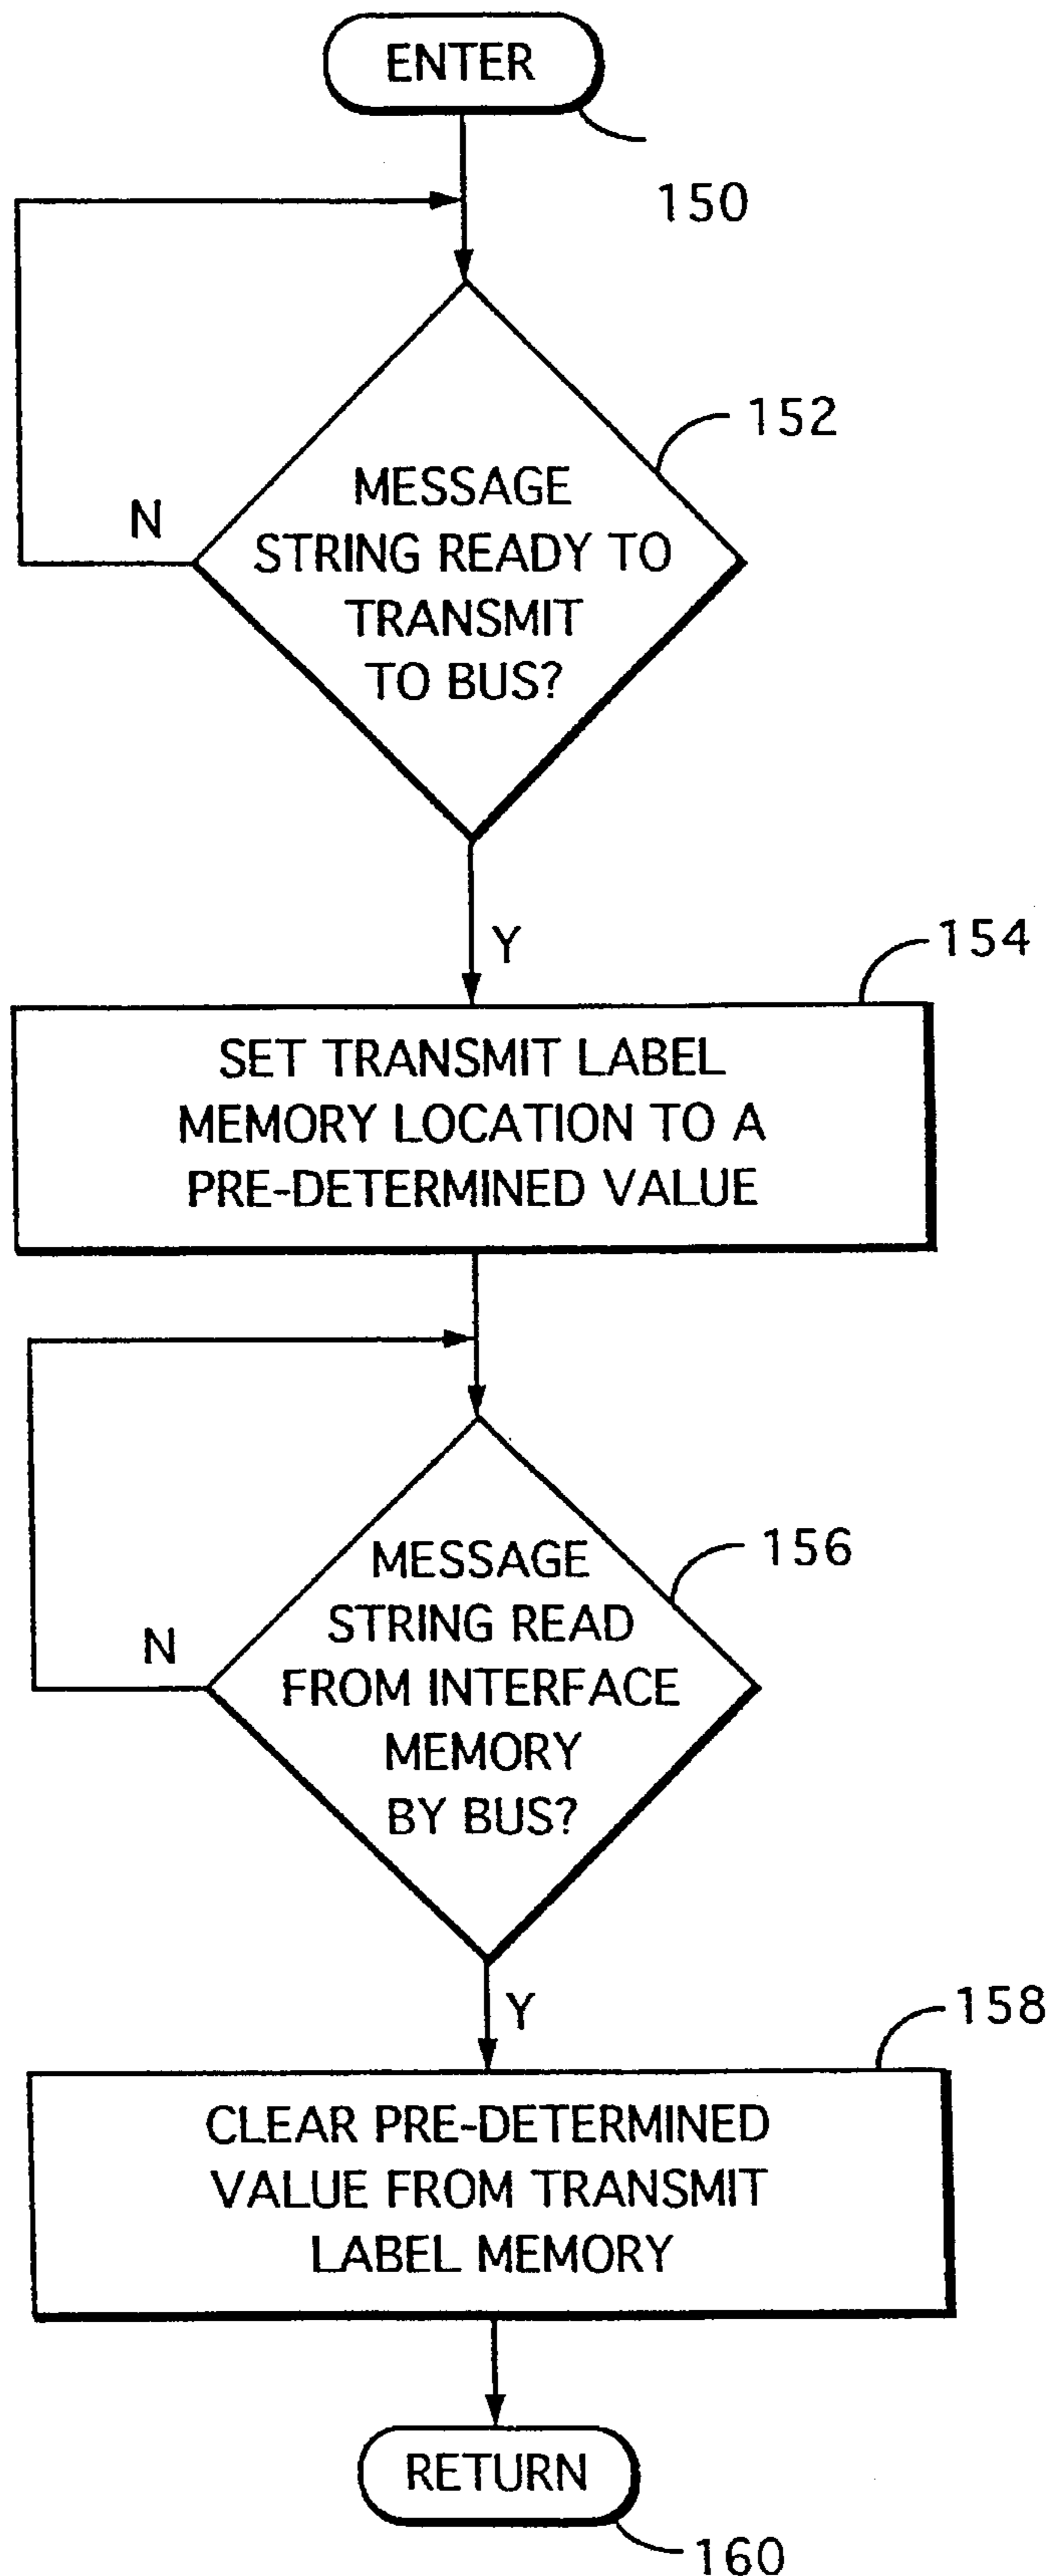 ENTER
150
152
MESSAGE
STRING READY TO
TRANSMIT
TO BUS?
N
Y
154
SET TRANSMIT LABEL
MEMORY LOCATION TO A
PRE-DETERMINED VALUE
156
MESSAGE
STRING READ
FROM INTERFACE
MEMORY
BY BUS?
N
Y
158
CLEAR PRE-DETERMINED
VALUE FROM TRANSMIT
LABEL MEMORY
RETURN
160